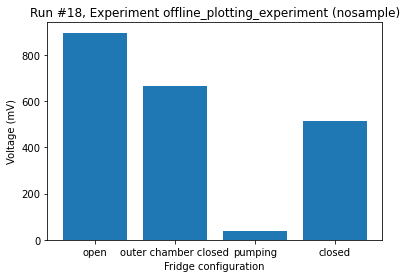 Run #18, Experiment offline_plotting_experiment (nosample)
800
600
400
200
0
Voltage (mV)
open outer chamber closed pumping closed
Fridge configuration